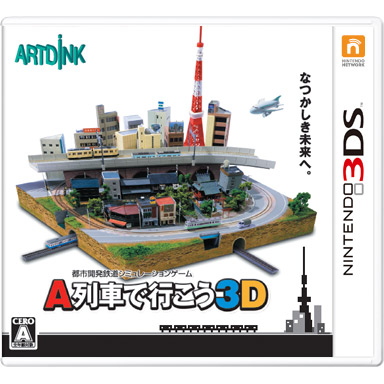 ARTDINK
NINTENDO
NETWORK
なつかしき未来へ。
NINTENDO 3DS
都市開発鉄道シミュレーションゲーム
A列車で行こう3D
CERO
A